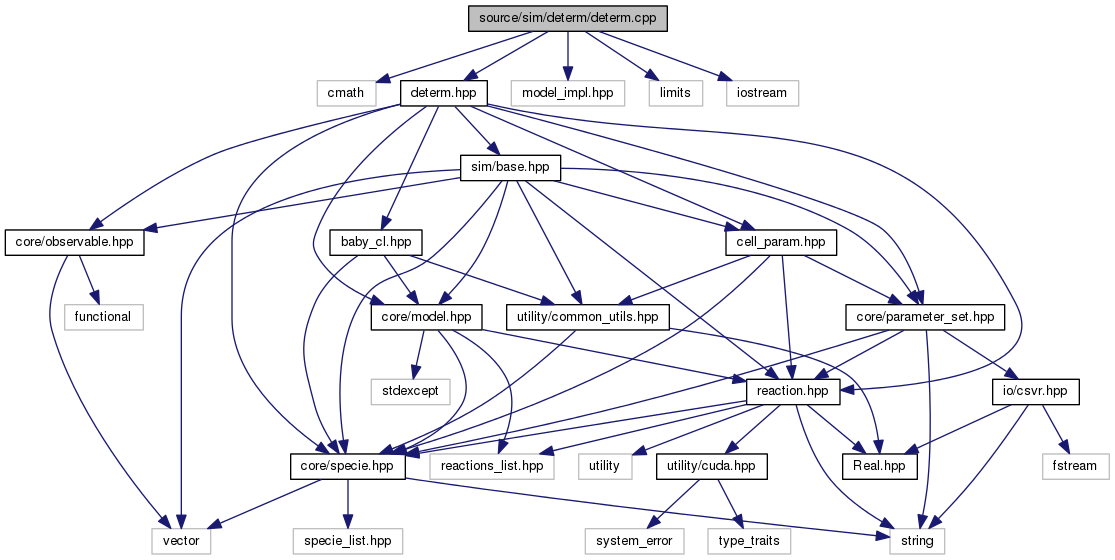 source/sim/determ/determ.cpp
cmath
determ.hpp
model_impl.hpp
limits
iostream
sim/base.hpp
core/observable.hpp
baby_cl.hpp
cell_param.hpp
functional
core/model.hpp
utility/common_utils.hpp
core/parameter_set.hpp
stdexcept
reaction.hpp
io/csvr.hpp
core/specie.hpp
reactions_list.hpp
utility
utility/cuda.hpp
Real.hpp
fstream
vector
specie_list.hpp
system_error
type_traits
string